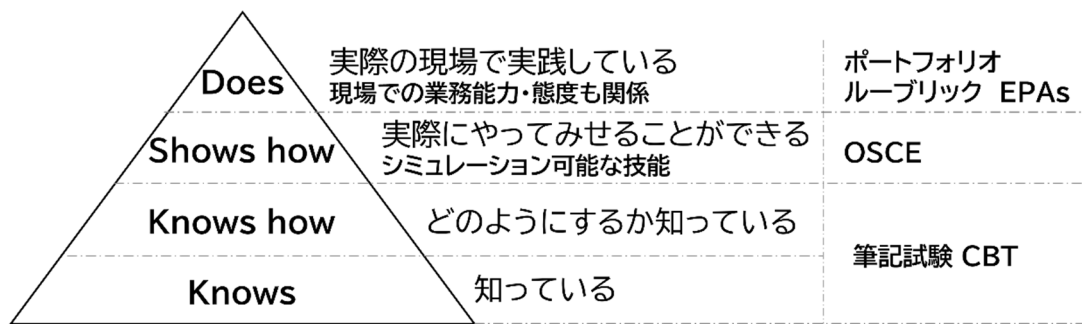 Does
実際の現場で実践している
現場での業務能力・態度も関係
ポートフォリオ
ルーブリック EPAs
Shows how
実際にやってみせることができる
シミュレーション可能な技能
OSCE
Knows how
どのようにするか知っている
筆記試験 CBT
Knows
知っている